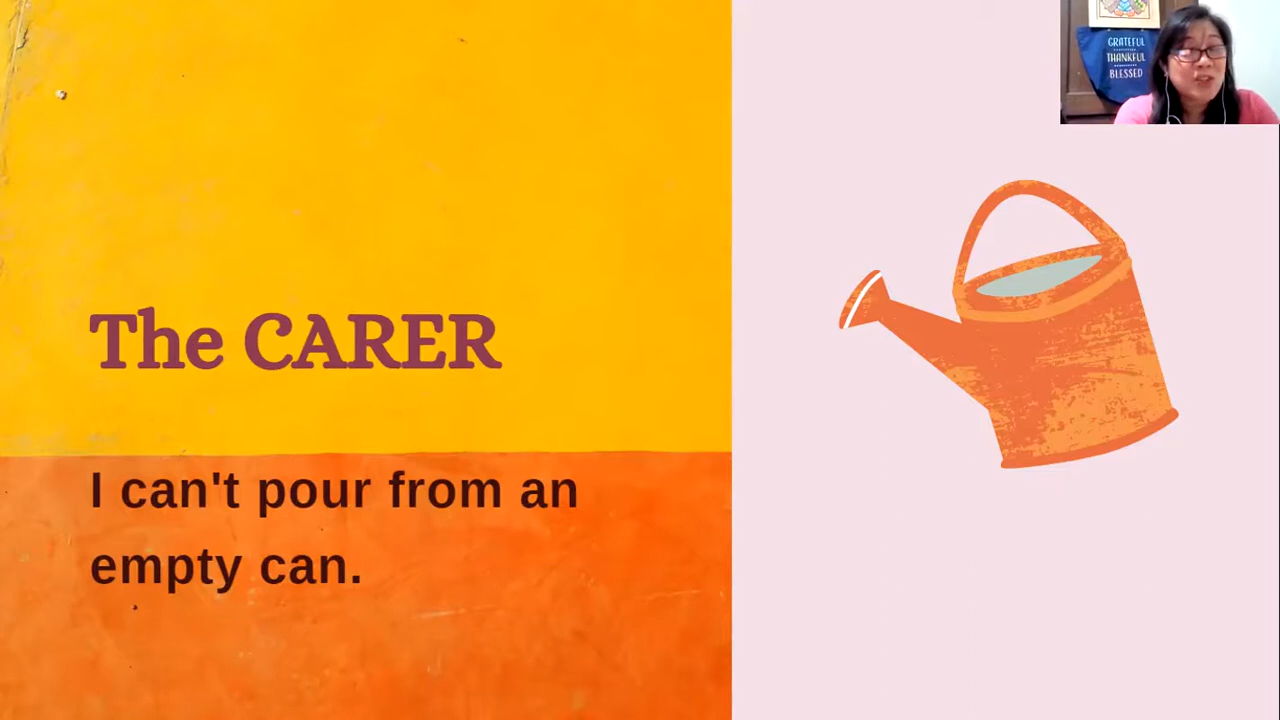 The CARER
I can't pour from an
empty can.
GRATEFUL
THANKFUL
BLESSED